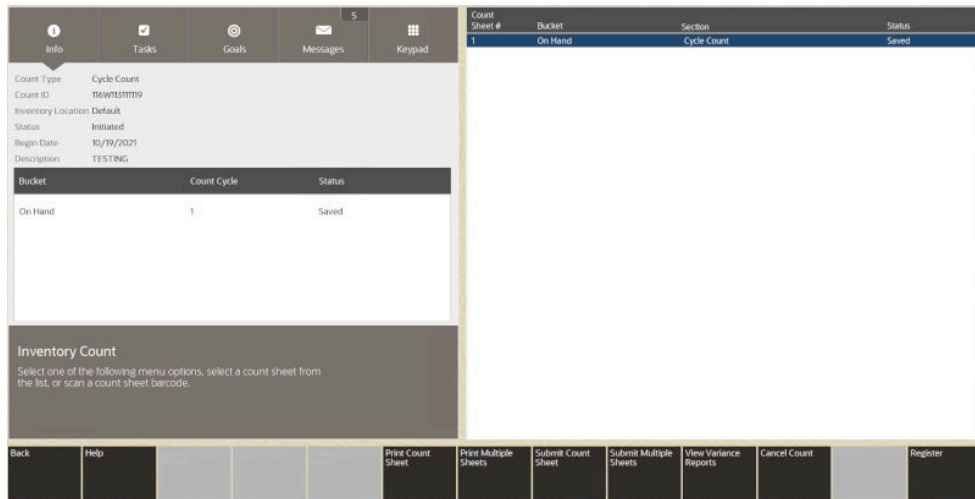 5
Info
Tasks
Goals
Messages
Keypad
Count Type Cycle Count
Count ID
Inventory Location Default
Status Initiated
Begin Date 10/19/2021
Description TESTING
Bucket Count Cycle Status
On Hand 1 Saved
Inventory Count
Select one of the following menu options, select a count sheet from
the list, or scan a count sheet barcode.
Count
Sheet # Bucket Section Status
1 On Hand Cycle Count Saved
Back
Help
Print Count
Sheet
Print Multiple
Sheets
Submit Count
Sheet
Submit Multiple
Sheets
View Variance
Reports
Cancel Count
Register